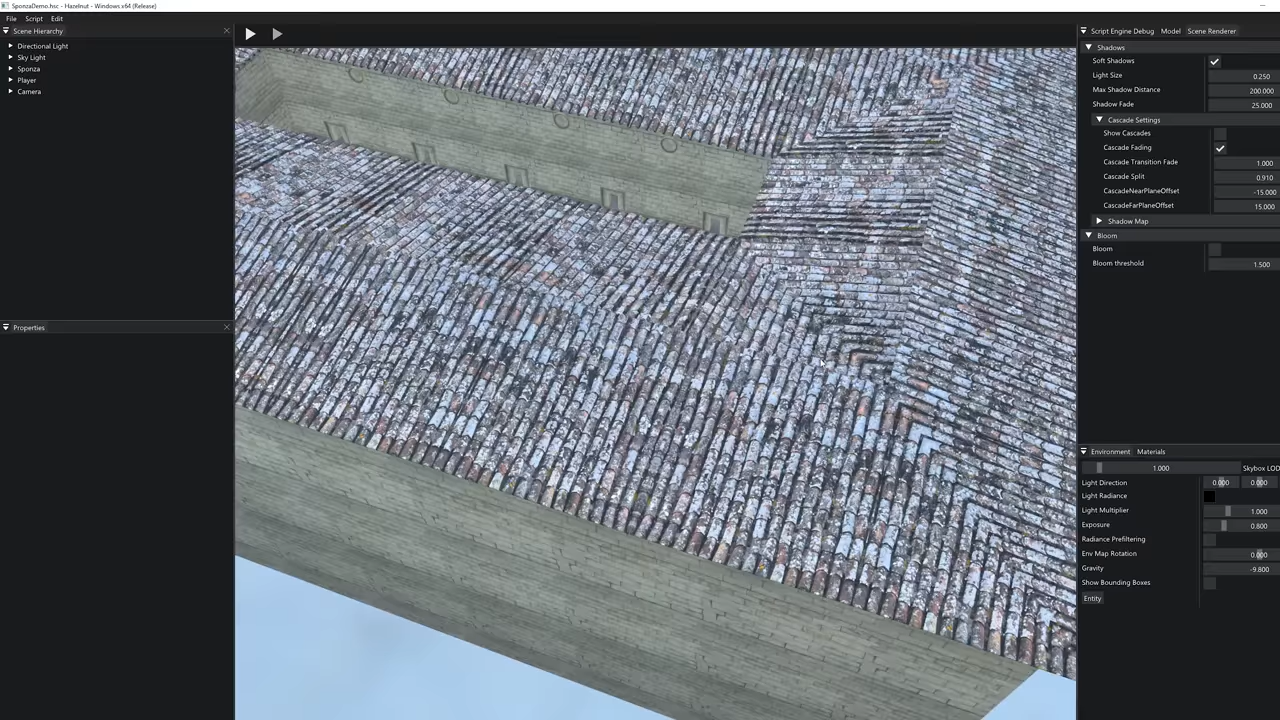 SponzaDemo.hsc - Hazelnut - Windows x64 (Release)
File Script Edit
Scene Hierarchy
Directional Light
Sky Light
Sponza
Player
Camera
Properties
Script Engine Debug Model Scene Renderer
Shadows
Soft Shadows
Light Size 0.250
Max Shadow Distance 200.000
Shadow Fade 25.000
Cascade Settings
Show Cascades
Cascade Fading
Cascade Transition Fade 1.000
Cascade Split 0.910
CascadeNearPlaneOffset -15.000
CascadeFarPlaneOffset 15.000
Shadow Map
Bloom
Bloom
Bloom threshold 1.500
Environment Materials
1.000 Skybox LOD
Light Direction 0.000 0.000
Light Radiance
Light Multiplier 1.000
Exposure 0.800
Radiance Prefiltering
Env Map Rotation 0.000
Gravity -9.800
Show Bounding Boxes
Entity